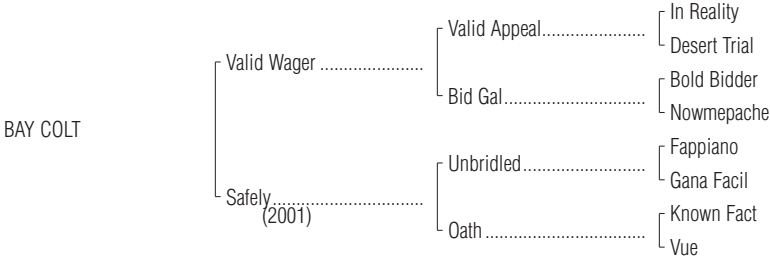 In Reality
Valid Appeal......................
Desert Trial
Valid Wager ......................
Bold Bidder
Bid Gal..............................
Nowmepache
BAY COLT
Fappiano
Unbridled..........................
Gana Facil
Safely................................
(2001)
Known Fact
Oath ..................................
Vue